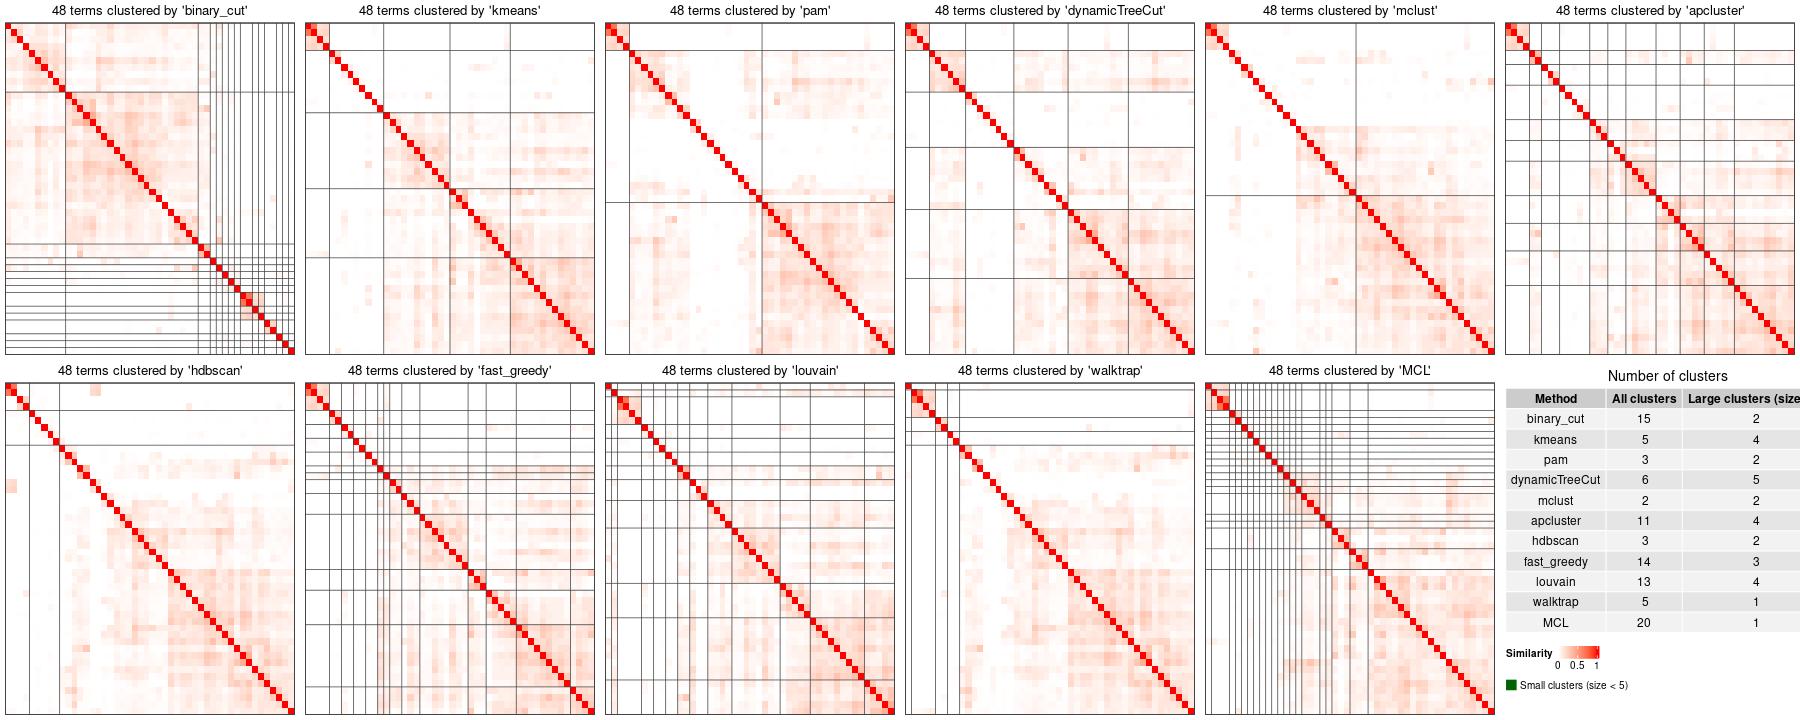 48 terms clustered by 'binary_cut'
48 terms clustered by 'kmeans'
48 terms clustered by 'pam'
48 terms clustered by 'dynamicTreeCut'
48 terms clustered by 'mclust'
48 terms clustered by 'apcluster'
48 terms clustered by 'hdbscan'
48 terms clustered by 'fast_greedy'
48 terms clustered by 'louvain'
48 terms clustered by 'walktrap'
48 terms clustered by 'MCL'
Number of clusters
Method All clusters Large clusters (size
binary_cut 15 2
kmeans 5 4
pam 3 2
dynamicTreeCut 6 5
mclust 2 2
apcluster 11 4
hdbscan 3 2
fast_greedy 14 3
louvain 13 4
walktrap 5 1
MCL 20 1
Similarity
0 0.5 1
Small clusters (size < 5)